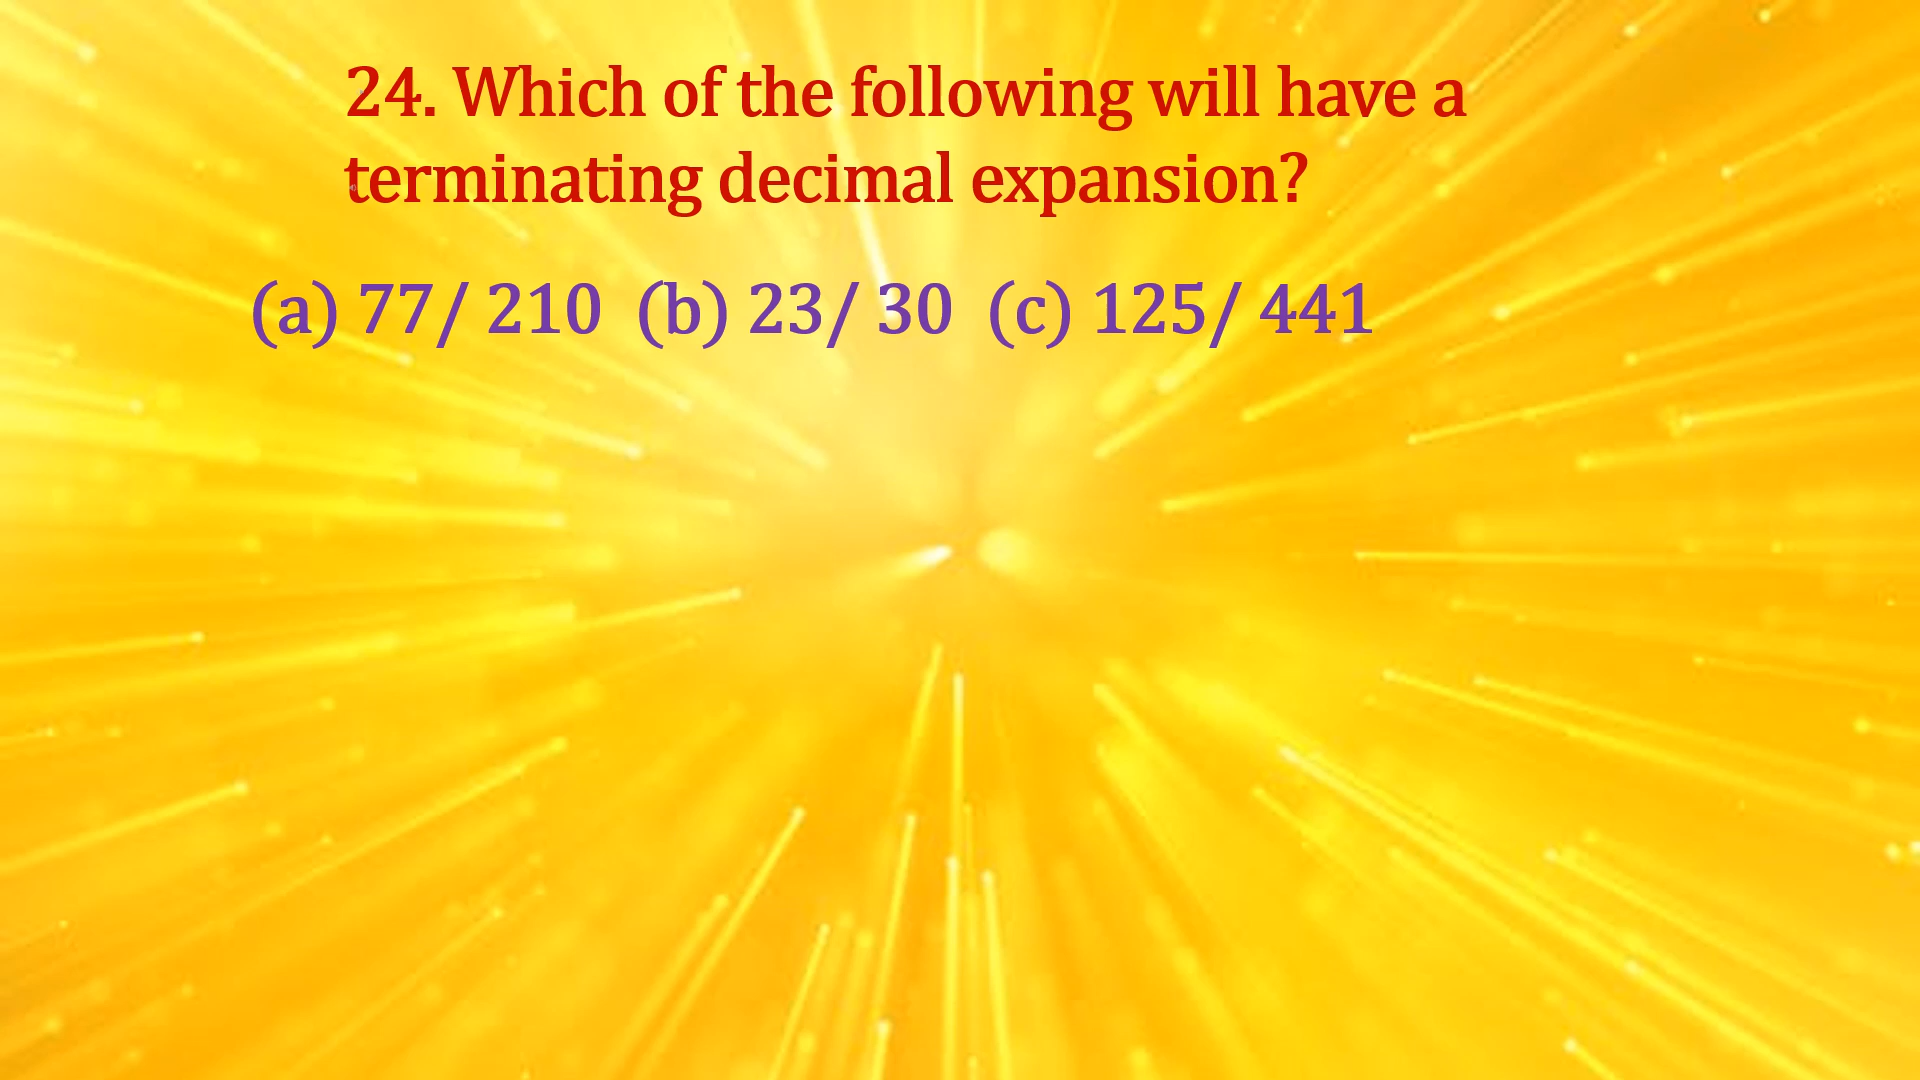 24. Which of the following will have a
terminating decimal expansion?
(a) 77/ 210 (b) 23/ 30 (c) 125/ 441